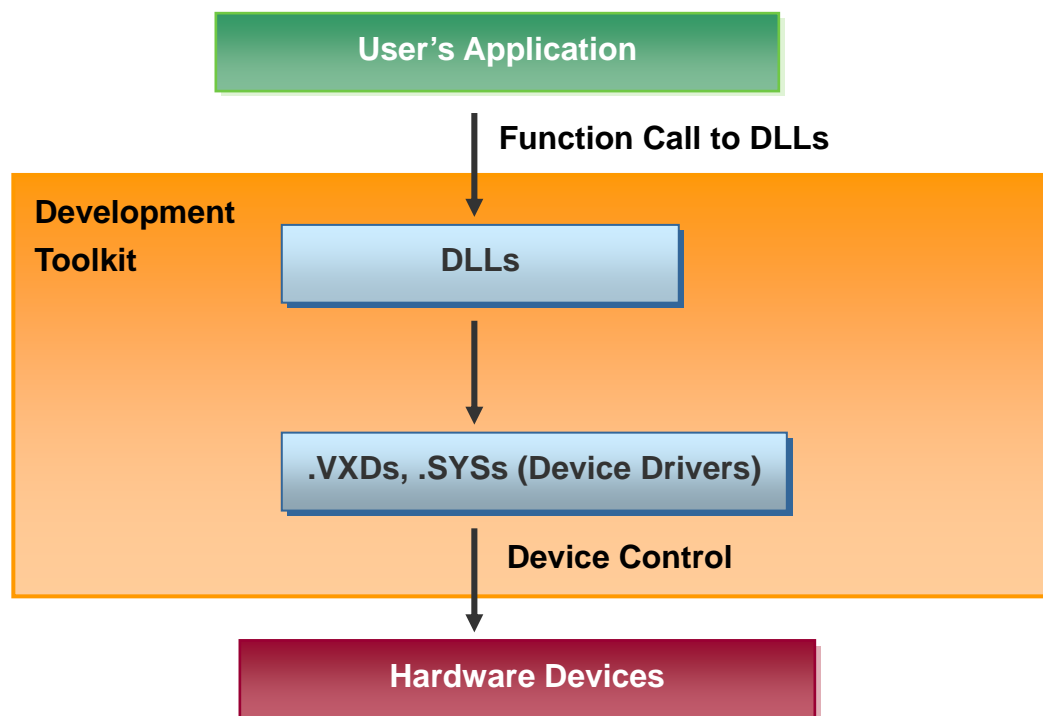 User’s Application
Function Call to DLLs
Development
Toolkit
DLLs
.VXDs, .SYSs (Device Drivers)
Device Control
Hardware Devices